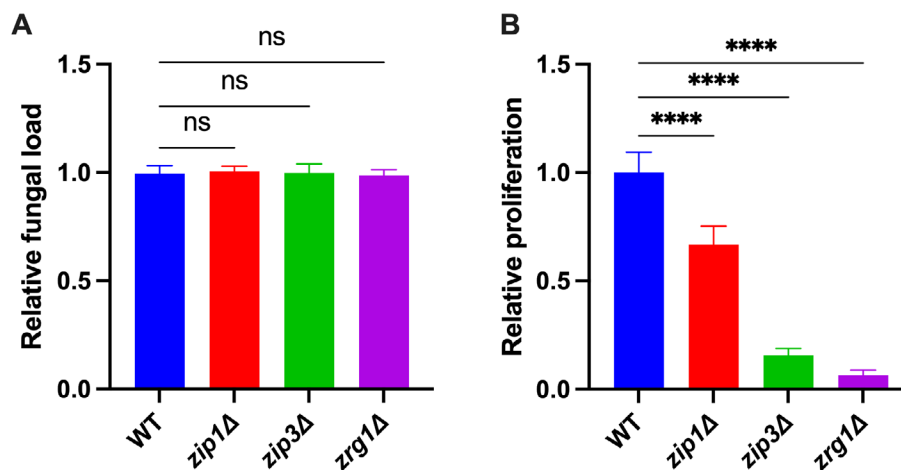 A
ns
ns
ns
Relative fungal load
1.5
1.0
0.5
0.0
WT
zip1Δ
zip3Δ
zrg1Δ
B
****
****
****
Relative proliferation
1.5
1.0
0.5
0.0
WT
zip1Δ
zip3Δ
zrg1Δ